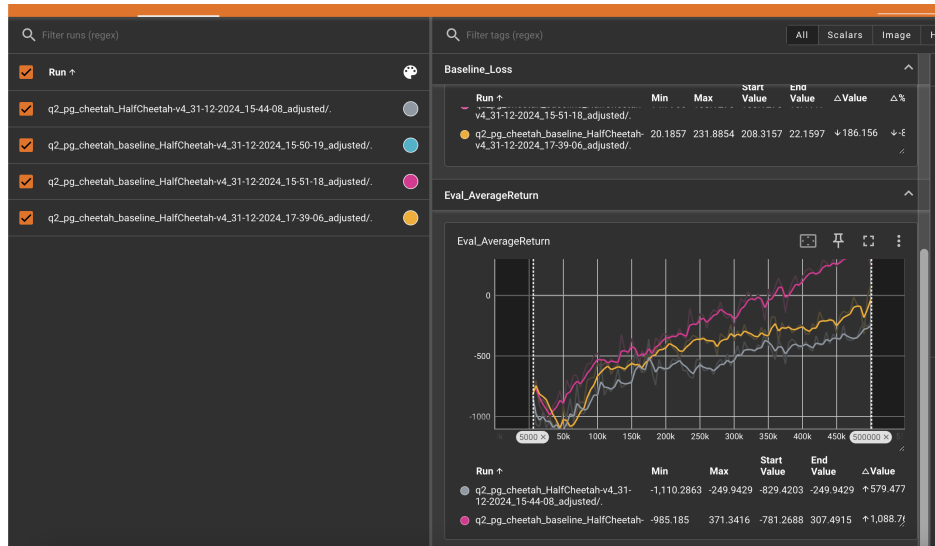 Filter runs (regex)
Run ↑
q2_pg_cheetah_HalfCheetah-v4_31-12-2024_15-44-08_adjusted/.
q2_pg_cheetah_baseline_HalfCheetah-v4_31-12-2024_15-50-19_adjusted/.
q2_pg_cheetah_baseline_HalfCheetah-v4_31-12-2024_15-51-18_adjusted/.
q2_pg_cheetah_baseline_HalfCheetah-v4_31-12-2024_17-39-06_adjusted/.
Filter tags (regex)
All Scalars Image
Baseline_Loss
Run ↑ Min Max Start Value End Value △Value △%
v4_31-12-2024_15-51-18_adjusted/.
q2_pg_cheetah_baseline_HalfCheetah- 20.1857 231.8854 208.3157 22.1597 ↓186.156
v4_31-12-2024_17-39-06_adjusted/.
Eval_AverageReturn
Eval_AverageReturn
0
-500
-1000
5000 × 50k 100k 150k 200k 250k 300k 350k 400k 450k 500000 ×
Run ↑ Min Max Start Value End Value △Value
q2_pg_cheetah_HalfCheetah-v4_31- -1,110.2863 -249.9429 -829.4203 -249.9429 ↑579.477
12-2024_15-44-08_adjusted/.
q2_pg_cheetah_baseline_HalfCheetah- -985.185 371.3416 -781.2688 307.4915 ↑1,088.76